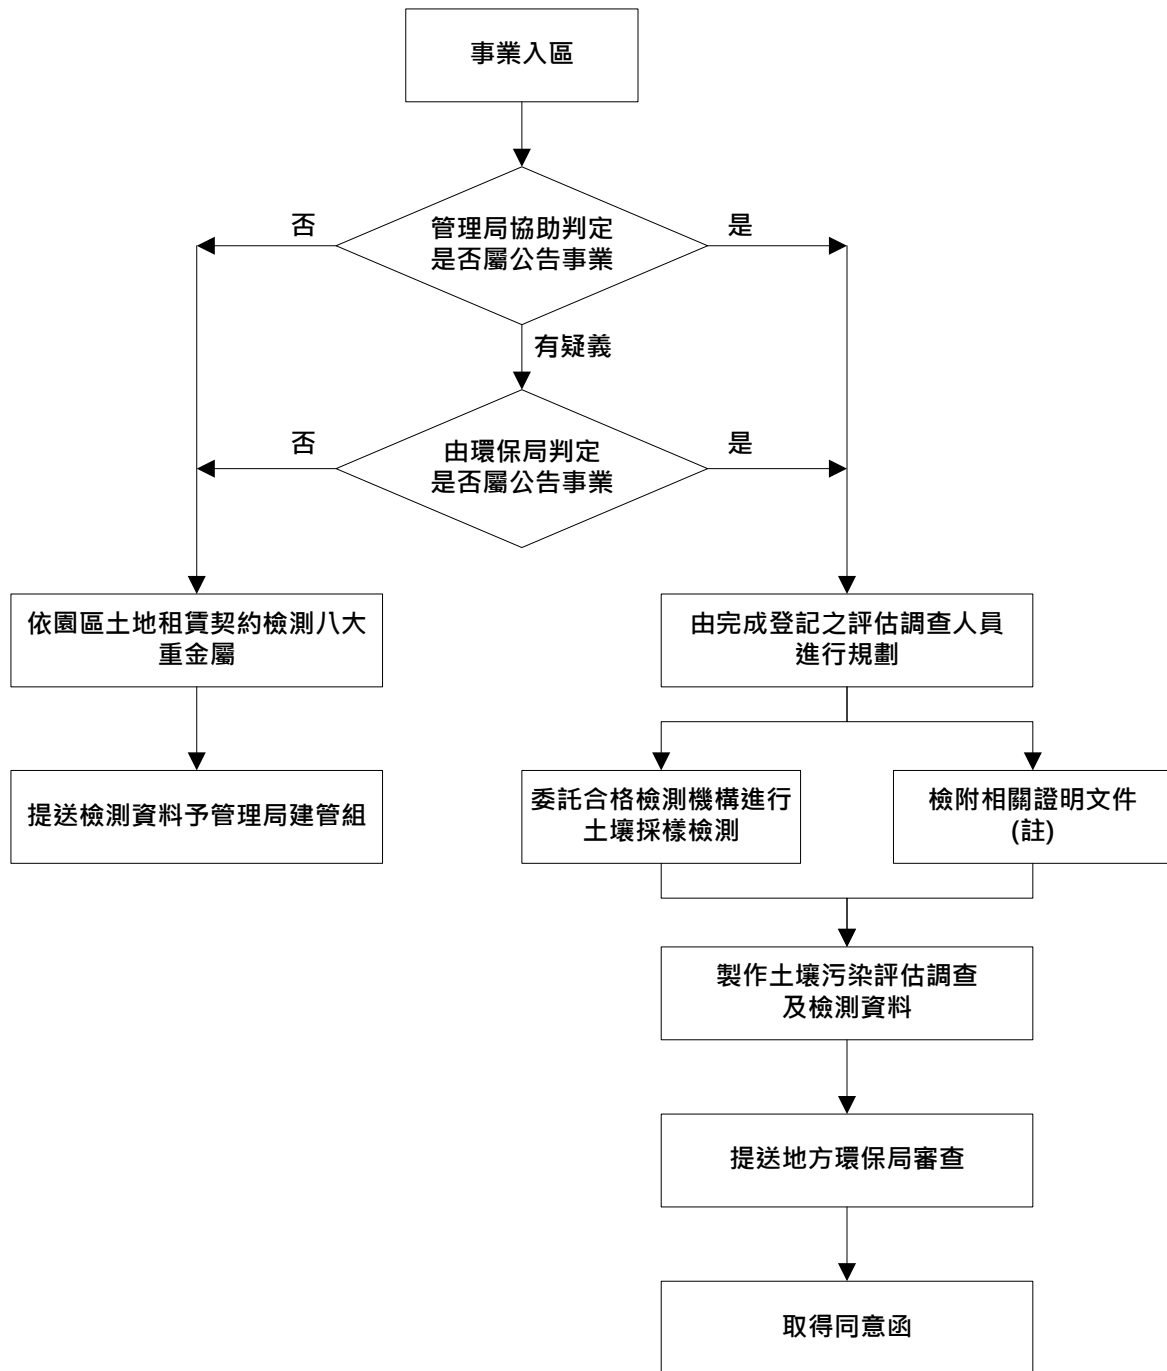 事業入區
管理局協助判定
是否屬公告事業
否
是
有疑義
由環保局判定
是否屬公告事業
否
是
依園區土地租賃契約檢測八大
重金屬
由完成登記之評估調查人員
進行規劃
提送檢測資料予管理局建管組
委託合格檢測機構進行
土壤採樣檢測
檢附相關證明文件
(註)
製作土壤污染評估調查
及檢測資料
提送地方環保局審查
取得同意函